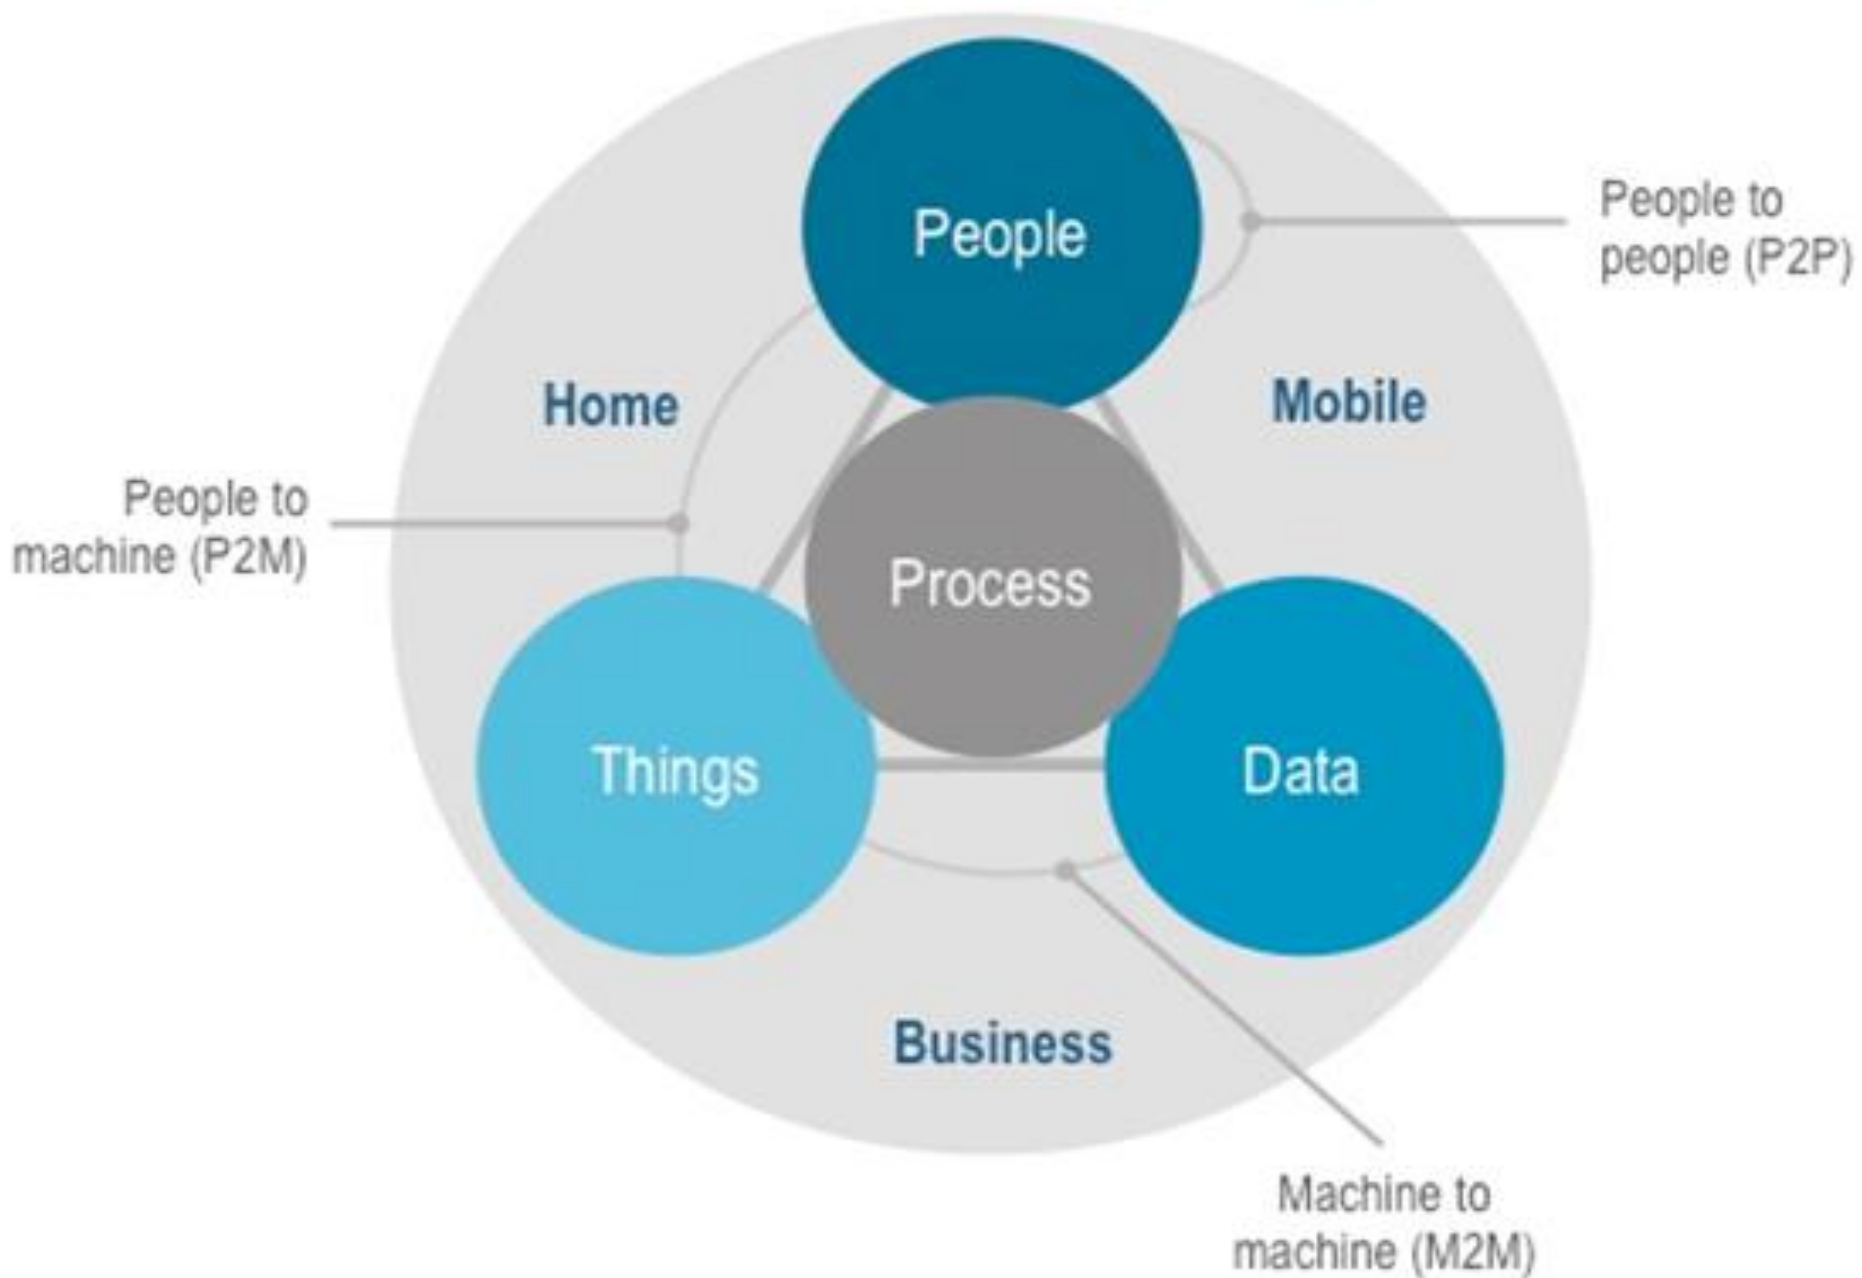 People
People to
people (P2P)
Home
Mobile
People to
machine (P2M)
Process
Things
Data
Business
Machine to
machine (M2M)